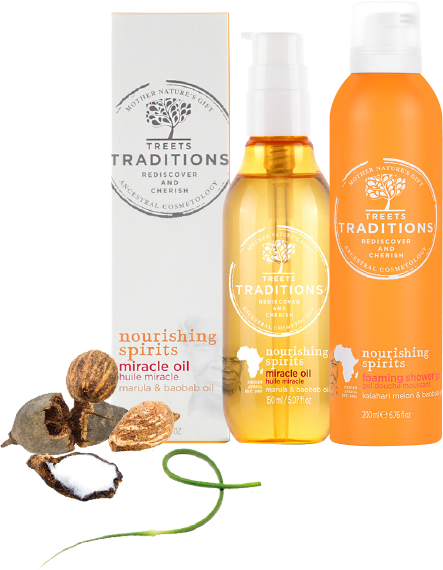 MOTHER NATURE'S GIFT
TREETS
TRADITIONS
REDISCOVER
AND
CHERISH
ANCESTRAL COSMETOLOGY
nourishing
spirits
miracle oil
huile miracle
marula & baobab oil
oz
MOTHER NATURE'S GIFT
TREETS
TRADITIONS
REDISCOVER
AND
CHERISH
ANCESTRAL COSMETOLOGY
nourishing
spirits
miracle oil
huile miracle
marula & baobab oil
150 ml / 5.07fl oz
MOTHER NATURE'S GIFT
TREETS
TRADITIONS
REDISCOVER
AND
CHERISH
ANCESTRAL COSMETOLOGY
nourishing
spirits
foaming shower g
gel douche moussant
kalahari melon & baobab
200 ml ℮ 6.76 fl oz